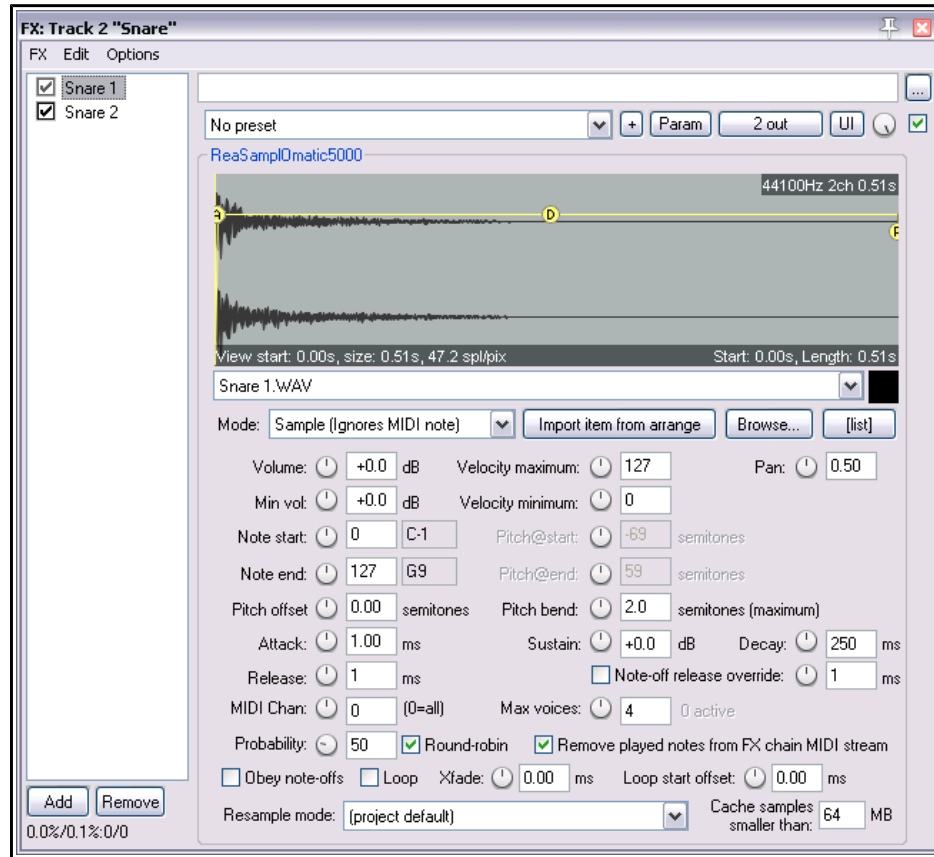 FX: Track 2 "Snare"
FX Edit Options
Snare 1
Snare 2
...
No preset + Param 2 out UI
ReaSamplOmatic5000
44100Hz 2ch 0.51s
A D
View start: 0.00s, size: 0.51s, 47.2 spl/pix Start: 0.00s, Length: 0.51s
Snare 1.WAV
Mode: Sample (Ignores MIDI note) Import item from arrange Browse... [list]
Volume: +0.0 dB Velocity maximum: 127 Pan: 0.50
Min vol: +0.0 dB Velocity minimum: 0
Note start: 0 C-1 Pitch@start: -69 semitones
Note end: 127 G9 Pitch@end: 59 semitones
Pitch offset 0.00 semitones Pitch bend: 2.0 semitones (maximum)
Attack: 1.00 ms Sustain: +0.0 dB Decay: 250 ms
Release: 1 ms Note-off release override: 1 ms
MIDI Chan: 0 (0=all) Max voices: 4 0 active
Probability: 50 Round-robin Remove played notes from FX chain MIDI stream
Obey note-offs Loop Xfade: 0.00 ms Loop start offset: 0.00 ms
Resample mode: (project default) Cache samples smaller than: 64 MB
Add Remove
0.0%/0.1%:0/0